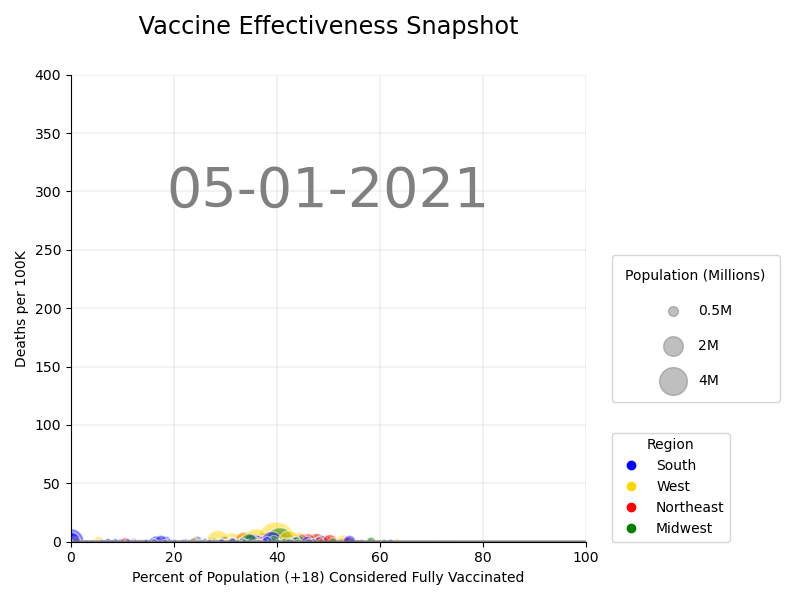 Vaccine Effectiveness Snapshot
400
350
300
250
200
150
100
50
0
Deaths per 100K
05-01-2021
0 20 40 60 80 100
Percent of Population (+18) Considered Fully Vaccinated
Population (Millions)
0.5M
2M
4M
Region
South
West
Northeast
Midwest